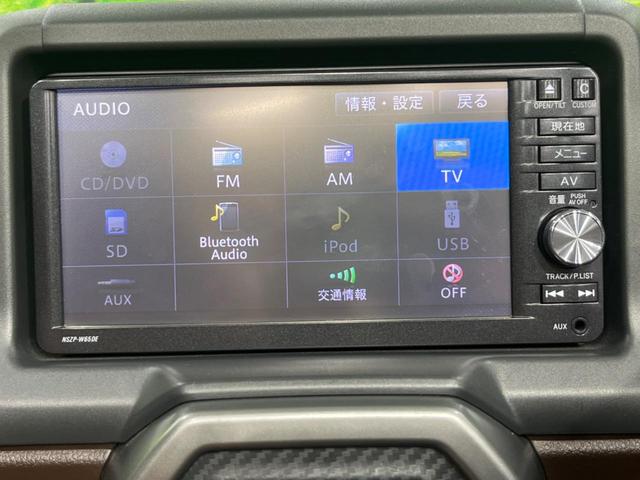 AUDIO
情報・設定
戻る
CD/DVD
FM
AM
TV
SD
Bluetooth
Audio
iPod
USB
AUX
交通情報
OFF
OPEN/TILT
C
CUSTOM
現在地
メニュー
AV
音量
PUSH
AV OFF
TRACK/P.LIST
AUX
NSZP-W65DE